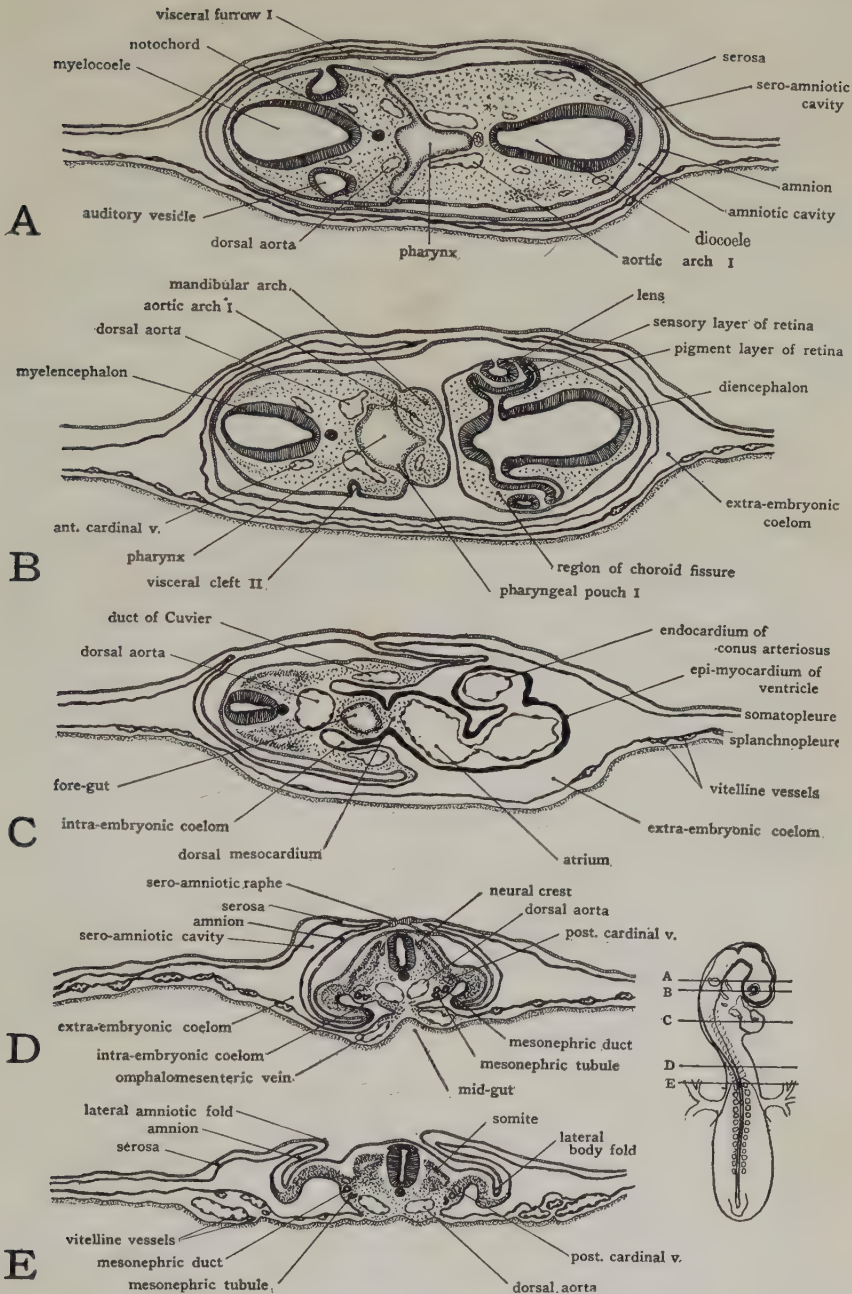 visceral furrow I
notochord
myelocoele
serosa
sero-amniotic
cavity
auditory vesicle
dorsal aorta
pharynx
amnion
amniotic cavity
diocoele
aortic arch I
A
mandibular arch
aortic arch I
dorsal aorta
myelencephalon
lens
sensory layer of retina
pigment layer of retina
diencephalon
ant. cardinal v.
pharynx
visceral cleft II
extra-embryonic
coelom
region of choroid fissure
pharyngeal pouch I
B
duct of Cuvier
dorsal aorta
endocardium of
conus arteriosus
epi-myocardium of
ventricle
somatopleure
splanchnopleure
vitelline vessels
fore-gut
intra-embryonic coelom
dorsal mesocardium
extra-embryonic coelom
atrium
C
sero-amniotic raphe
serosa
amnion
sero-amniotic cavity
neural crest
dorsal aorta
post. cardinal v.
extra-embryonic coelom
intra-embryonic coelom
omphalomesenteric vein
mesonephric duct
mesonephric tubule
mid-gut
D
A
B
C
D
E
lateral amniotic fold
amnion
serosa
somite
lateral
body fold
vitelline vessels
mesonephric duct
mesonephric tubule
post. cardinal v.
dorsal aorta
E